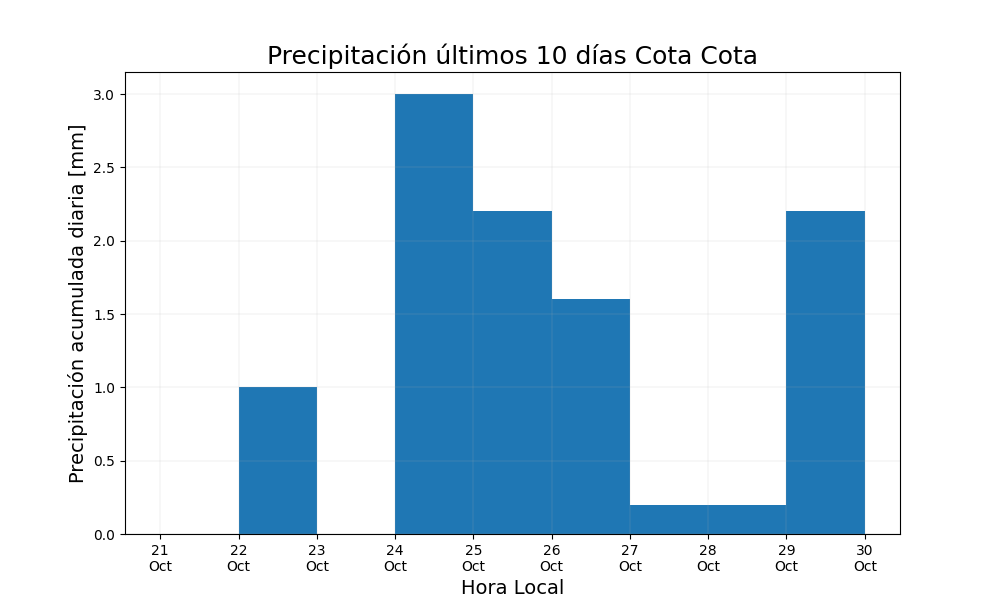 Precipitación últimos 10 días Cota Cota
Precipitación acumulada diaria [mm]
3.0
2.5
2.0
1.5
1.0
0.5
0.0
21 22 23 24 25 26 27 28 29 30
Oct Oct Oct Oct Oct Oct Oct Oct Oct Oct
Hora Local